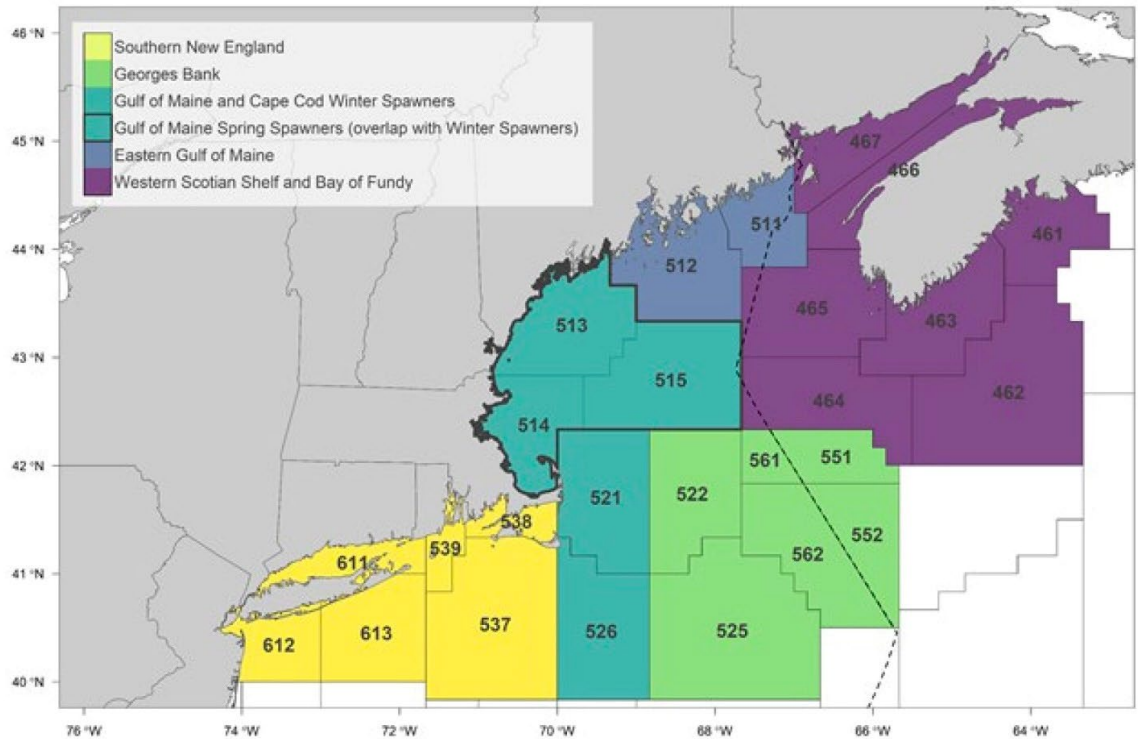 46 °N
Southern New England
Georges Bank
Gulf of Maine and Cape Cod Winter Spawners
Gulf of Maine Spring Spawners (overlap with Winter Spawners)
Eastern Gulf of Maine
Western Scotian Shelf and Bay of Fundy
45 °N
467
466
44 °N
511
461
512
465
463
513
43 °N
515
464
462
514
42 °N
561
551
521
522
538
552
539
41 °N
611
562
537
526
525
613
612
40 °N
76 °W
74 °W
72 °W
70 °W
68 °W
66 °W
64 °W